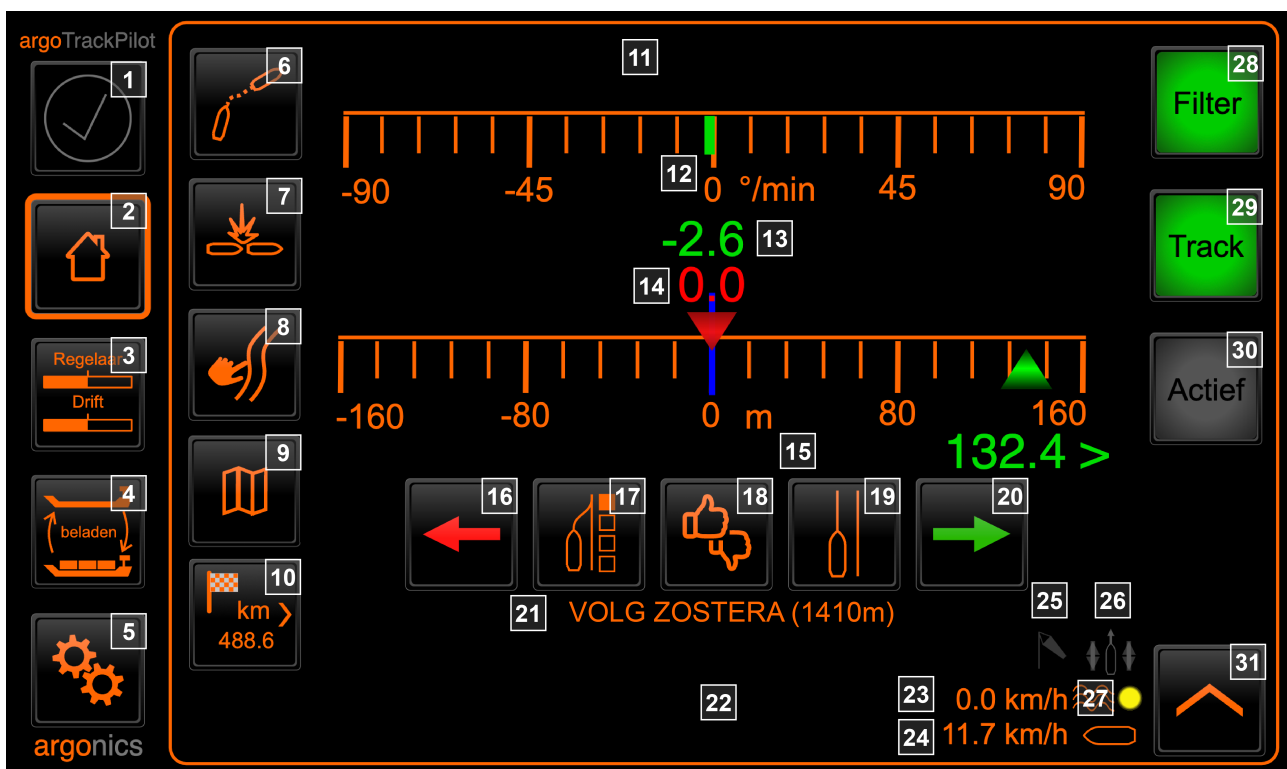 argoTrackPilot
1
2
Regelaar 3
Drift
4
beladen
5
argonics
6
7
8
9
10
km
488.6
11
-90 -45 0 °/min 45 90
12
-2.6 13
14 0.0
-160 -80 0 m 80 160
15
132.4 >
16 17 18 19 20
21 VOLG ZOSTERA (1410m)
22
25 26
23 0.0 km/h 27
24 11.7 km/h
28
Filter
29
Track
30
Actief
31